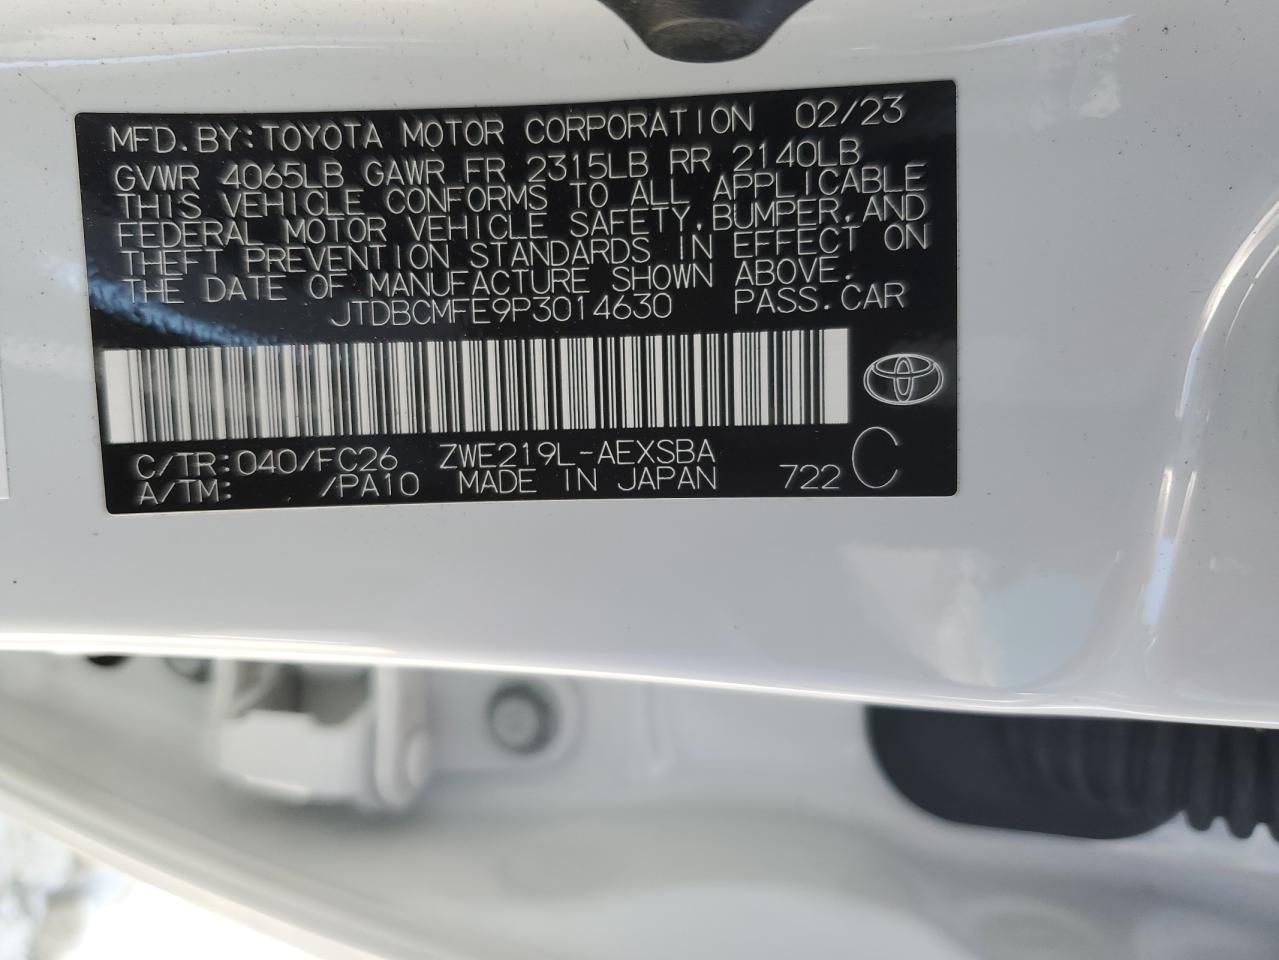 MFD. BY: TOYOTA MOTOR CORPORATION 02/23
GVWR 4065LB GAWR FR 2315LB RR 2140LB
THIS VEHICLE CONFORMS TO ALL APPLICABLE
FEDERAL MOTOR VEHICLE SAFETY, BUMPER, AND
THEFT PREVENTION STANDARDS IN EFFECT ON
THE DATE OF MANUFACTURE SHOWN ABOVE.
JTDBCMFE9P3014630 PASS. CAR
C/TR: 040/FC26 ZWE219L-AEXSBA
A/TM: /PA10 MADE IN JAPAN 722 C